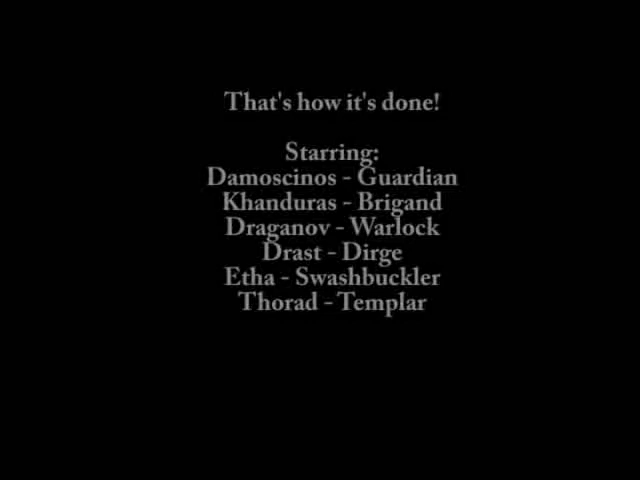 That's how it's done!
Starring:
Damoscinos - Guardian
Khanduras - Brigand
Draganov - Warlock
Drast - Dirge
Etha - Swashbuckler
Thorad - Templar